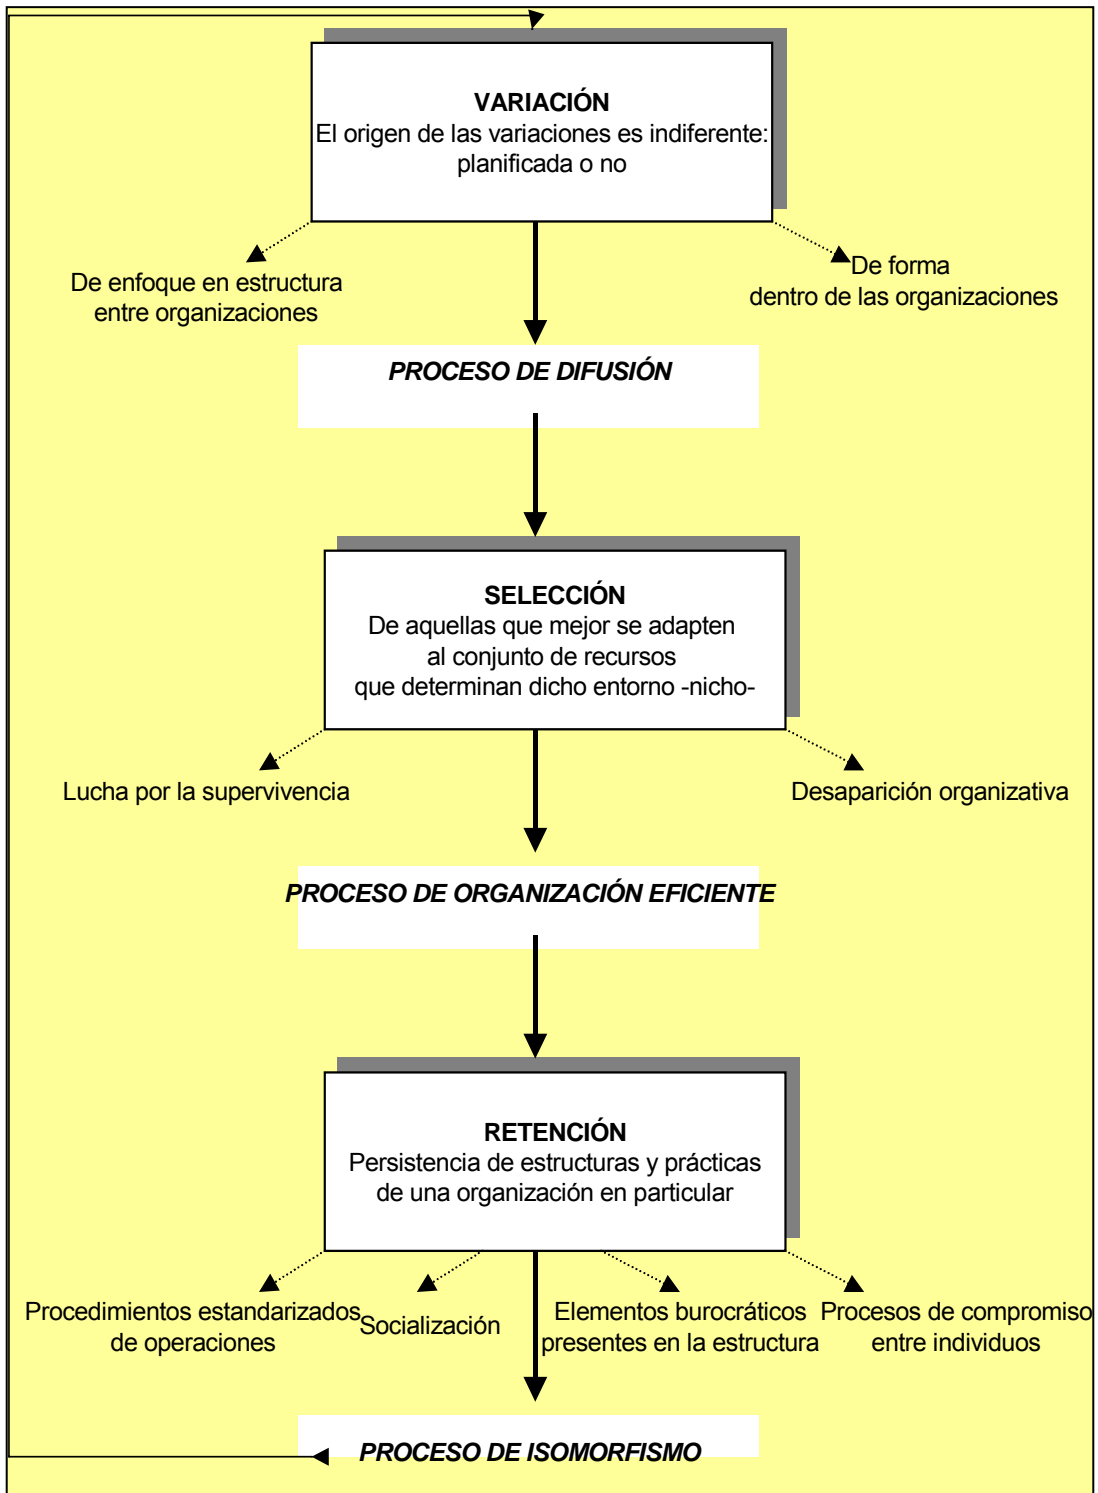 VARIACIÓN
El origen de las variaciones es indiferente:
planificada o no
De enfoque en estructura
entre organizaciones
De forma
dentro de las organizaciones
PROCESO DE DIFUSIÓN
SELECCIÓN
De aquellas que mejor se adapten
al conjunto de recursos
que determinan dicho entorno -nicho-
Lucha por la supervivencia
Desaparición organizativa
PROCESO DE ORGANIZACIÓN EFICIENTE
RETENCIÓN
Persistencia de estructuras y prácticas
de una organización en particular
Procedimientos estandarizados
de operaciones
Socialización
Elementos burocráticos
presentes en la estructura
Procesos de compromiso
entre individuos
PROCESO DE ISOMORFISMO